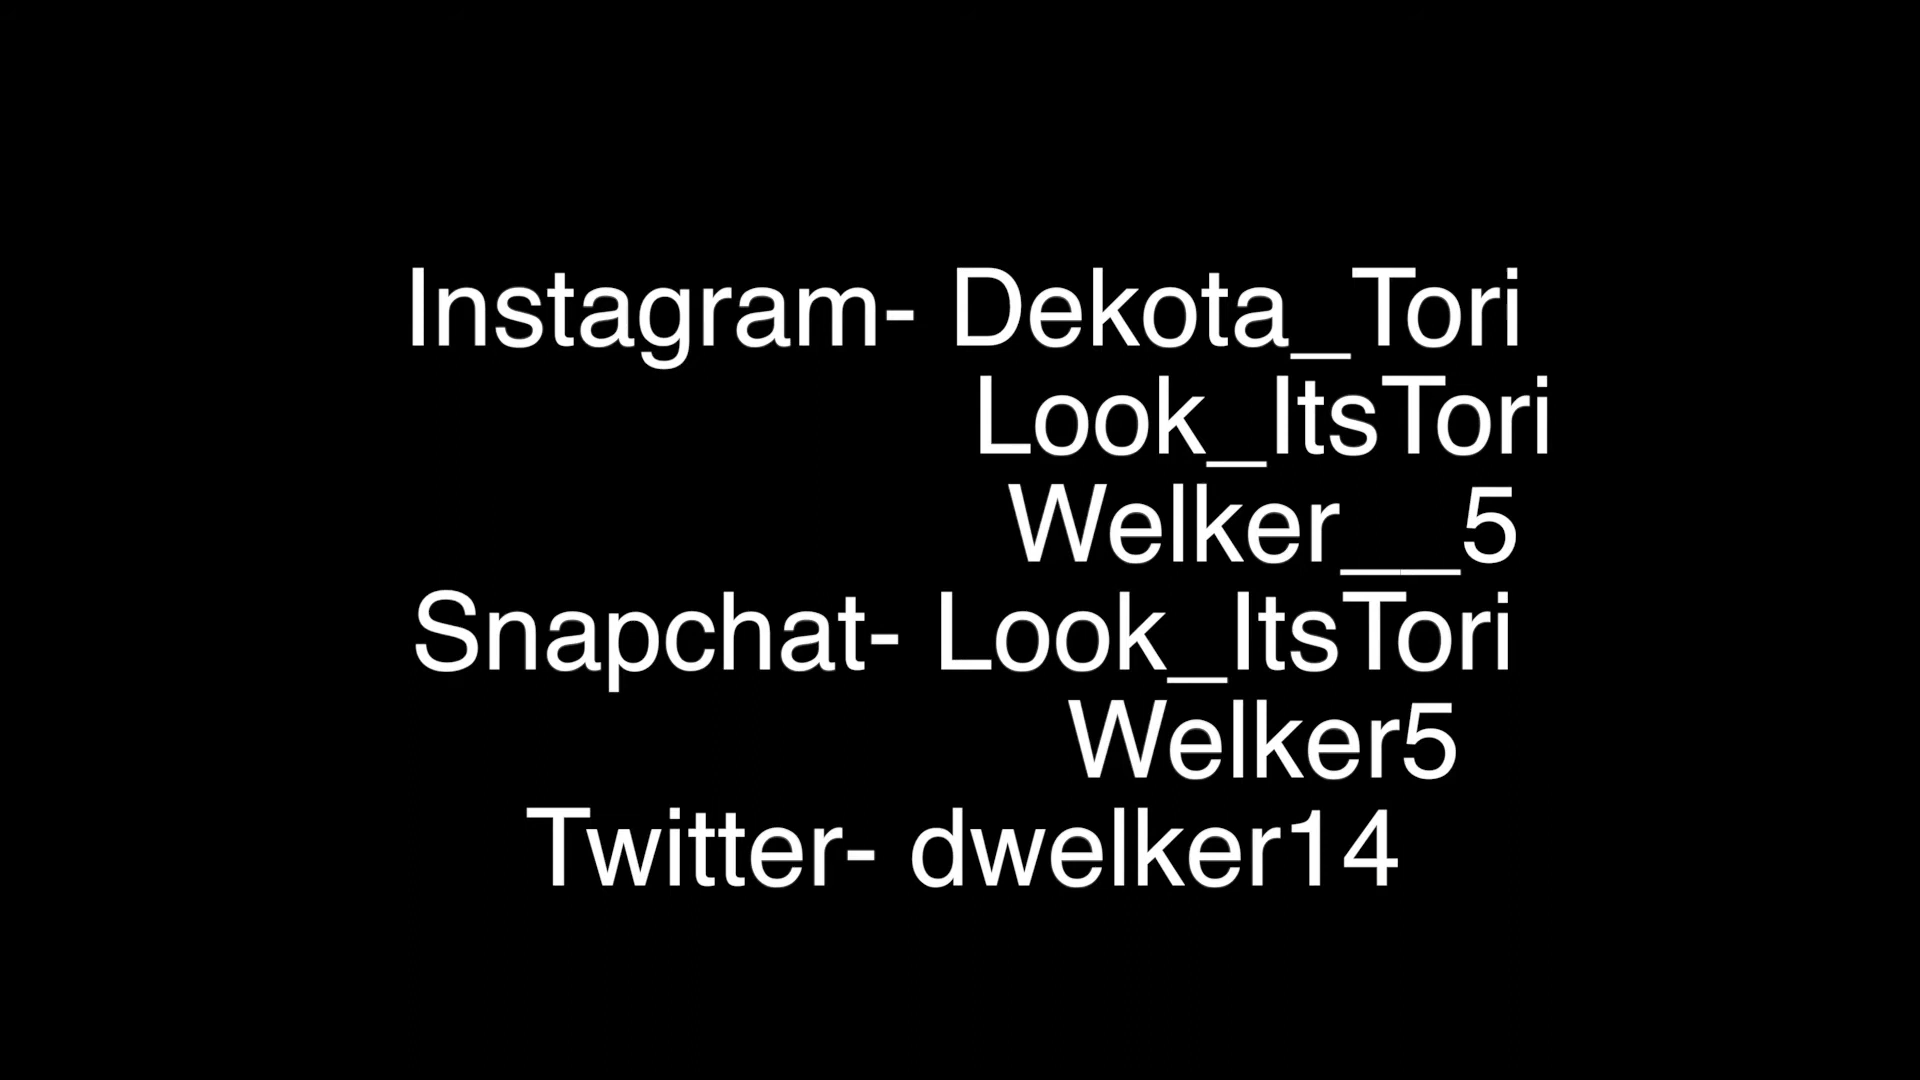 Instagram- Dekota_Tori
Look_ItsTori
Welker__5
Snapchat- Look_ItsTori
Welker5
Twitter- dwelker14